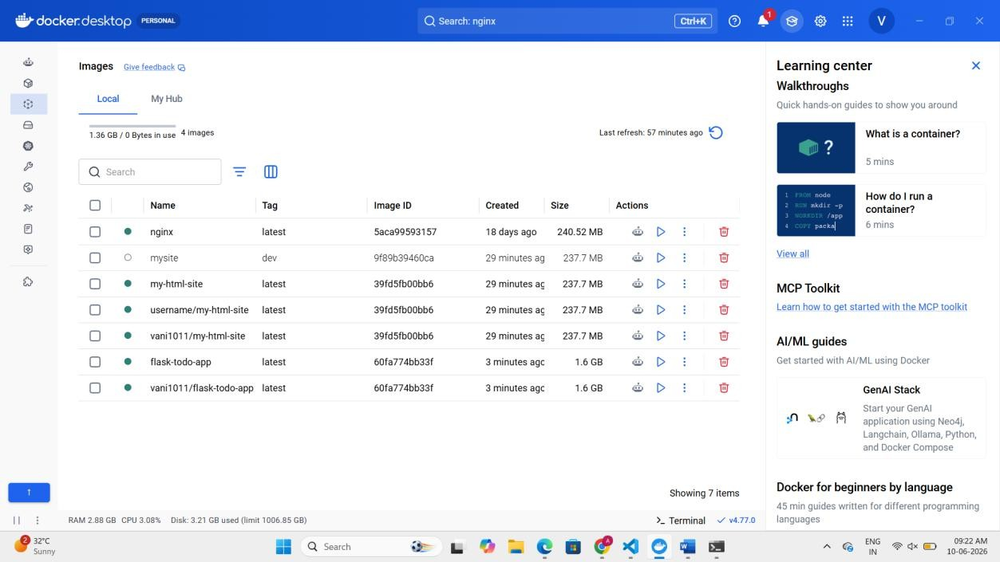 docker.desktop PERSONAL
Search: nginx Ctrl+K
1
V
Images Give feedback
Local My Hub
1.36 GB / 0 Bytes in use 4 images
Last refresh: 57 minutes ago
Search
Name Tag Image ID Created Size Actions
nginx latest 5aca99593157 18 days ago 240.52 MB
mysite dev 9f89b39460ca 29 minutes ag 237.7 MB
my-html-site latest 39fd5fb00bb6 29 minutes ag 237.7 MB
username/my-html-site latest 39fd5fb00bb6 29 minutes ag 237.7 MB
vani1011/my-html-site latest 39fd5fb00bb6 29 minutes ag 237.7 MB
flask-todo-app latest 60fa774bb33f 3 minutes agc 1.6 GB
vani1011/flask-todo-app latest 60fa774bb33f 3 minutes agc 1.6 GB
Showing 7 items
Learning center
Walkthroughs
Quick hands-on guides to show you around
?
What is a container?
5 mins
1 FROM node
2 RUN mkdir -p
3 WORKDIR /app
4 COPY packa
How do I run a
container?
6 mins
View all
MCP Toolkit
Learn how to get started with the MCP toolkit
AI/ML guides
Get started with AI/ML using Docker
GenAI Stack
Start your GenAI
application using Neo4j,
Langchain, Ollama, Python,
and Docker Compose
Docker for beginners by language
45 min guides written for different programming
languages
RAM 2.88 GB CPU 3.08% Disk: 3.21 GB used (limit 1006.85 GB)
>_ Terminal
v4.77.0
2
32°C
Sunny
Search
A
ENG
IN
09:22 AM
10-06-2026